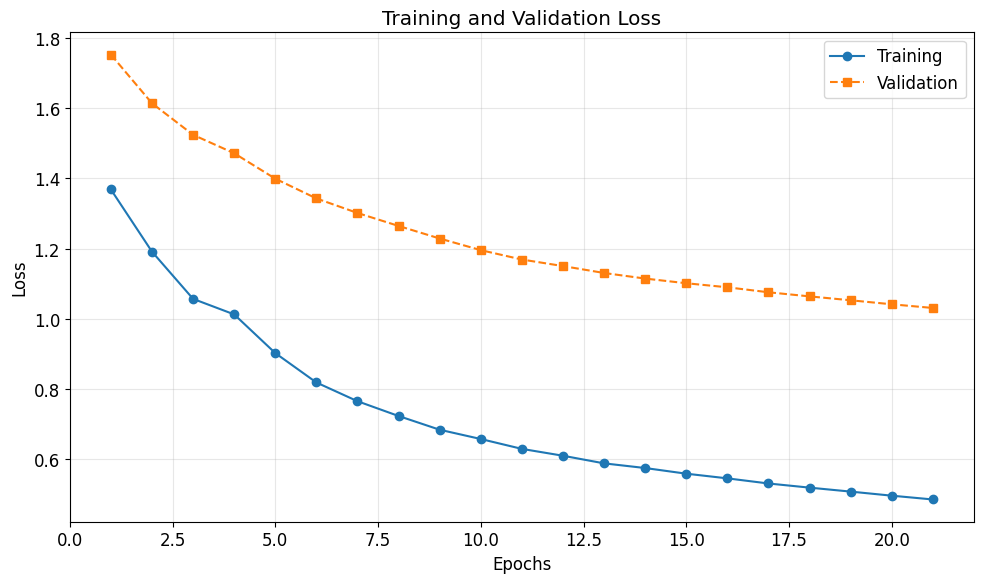 Training and Validation Loss
1.8
1.6
1.4
1.2
1.0
0.8
0.6
Loss
Training
Validation
0.0 2.5 5.0 7.5 10.0 12.5 15.0 17.5 20.0
Epochs